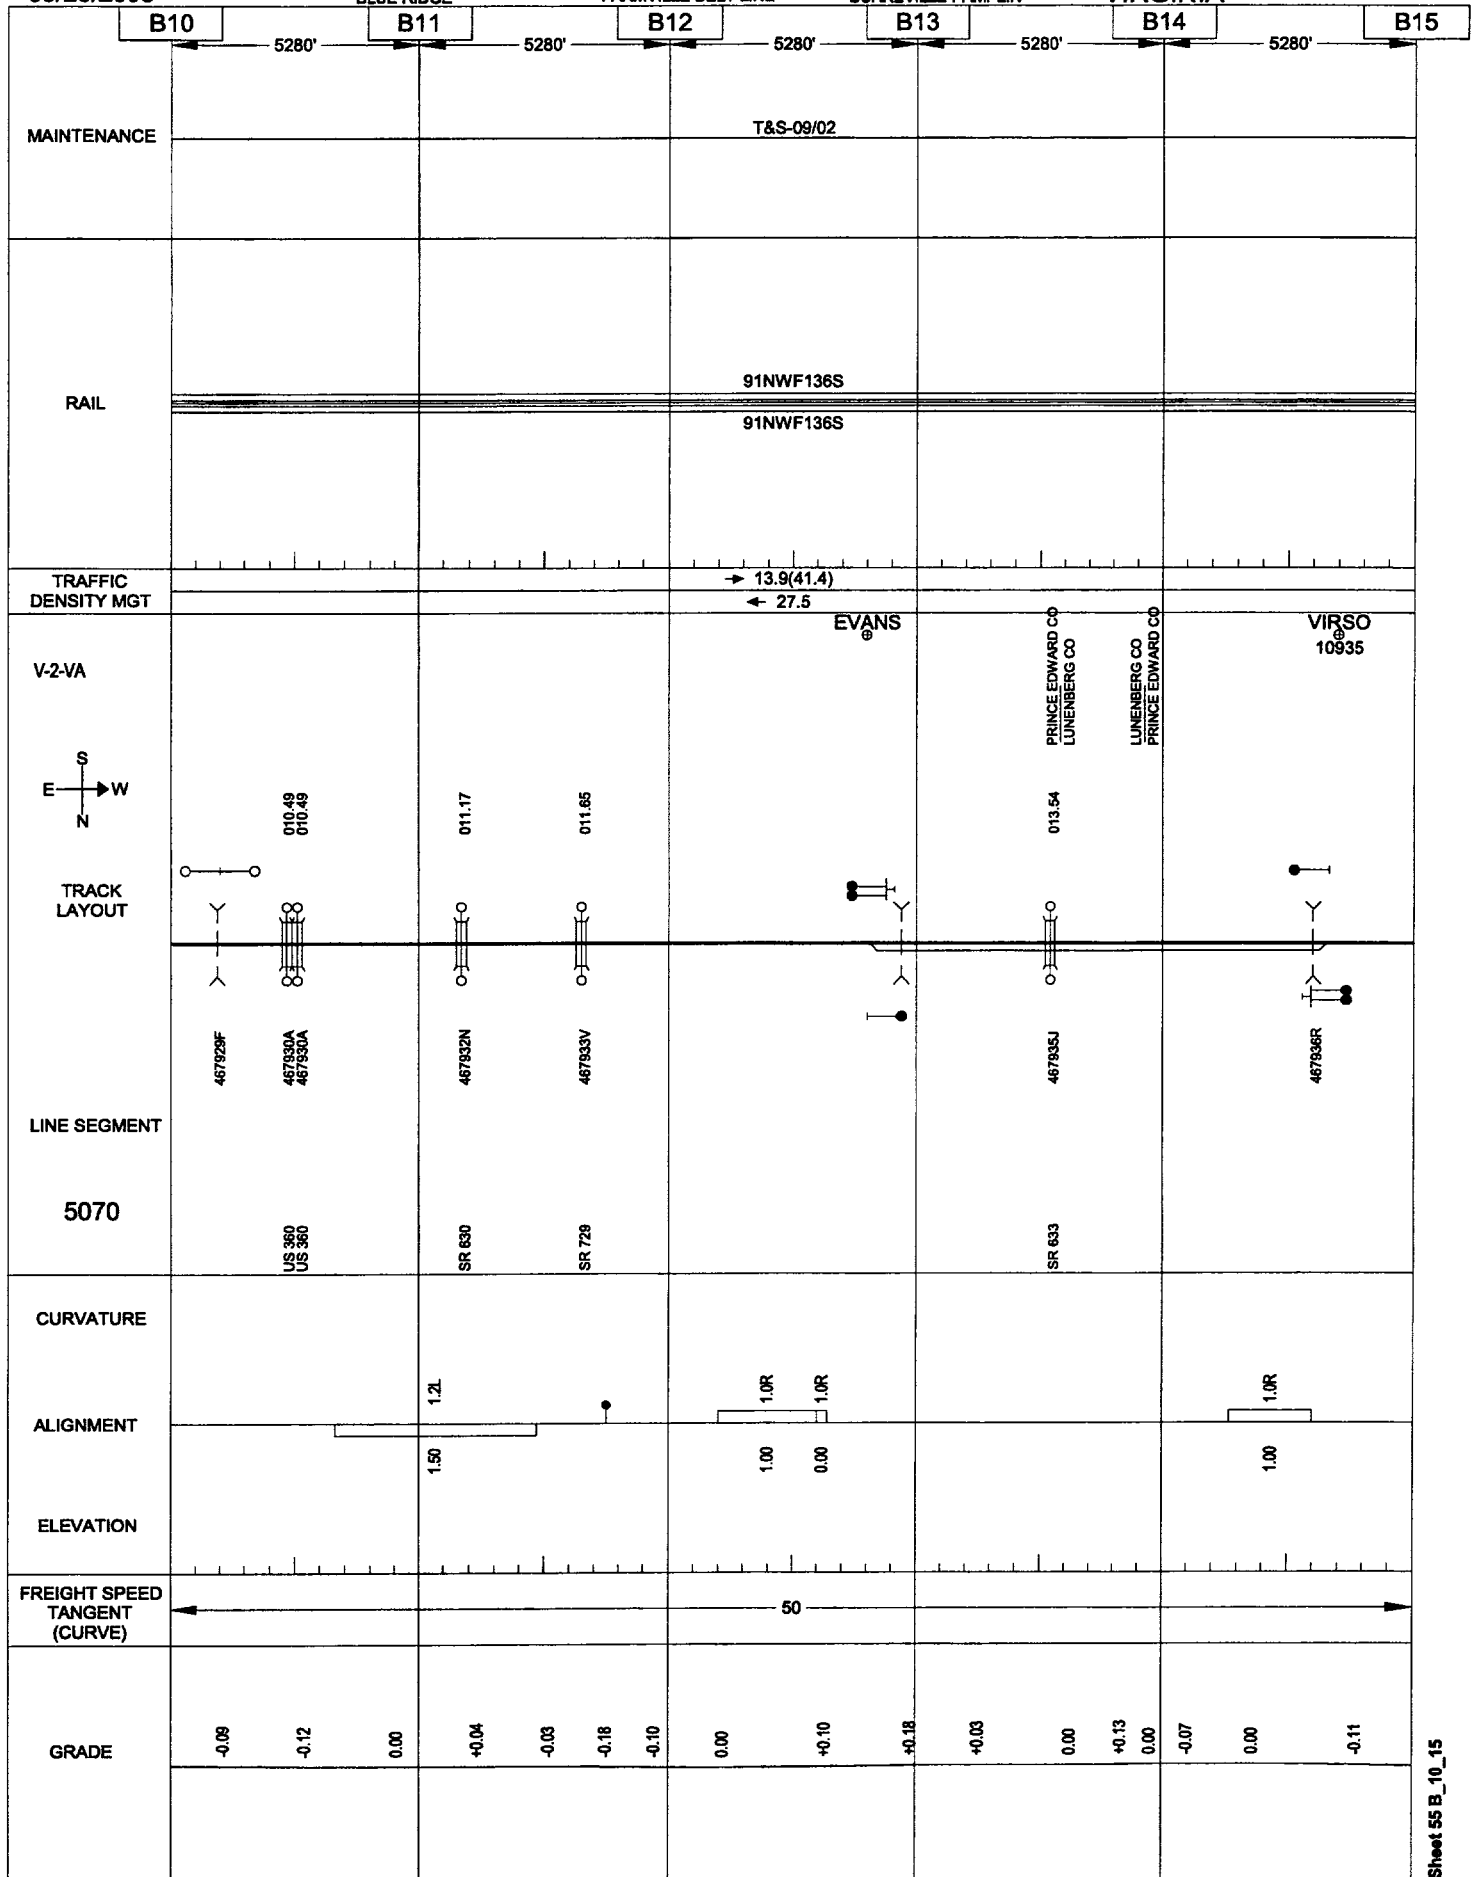 B10 B11 B12 B13 B14 B15
5280' 5280' 5280' 5280' 5280'
MAINTENANCE
T&S-09/02
RAIL
91NWF136S
91NWF136S
TRAFFIC
DENSITY MGT
→ 13.9(41.4)
← 27.5
V-2-VA
EVANS
PRINCE EDWARD CO
LUNENBERG CO
LUNENBERG CO
PRINCE EDWARD CO
VIRSO
10935
S
E W
N
010.49
010.49
011.17
011.65
013.54
TRACK
LAYOUT
467929F
467930A
467930A
467932N
467933V
467935J
467936R
LINE SEGMENT
5070
US 360
US 360
SR 630
SR 729
SR 633
CURVATURE
1.2L 1.0R 1.0R 1.0R
ALIGNMENT
1.50 1.00 0.00 1.00
ELEVATION
FREIGHT SPEED
TANGENT
(CURVE)
50
GRADE
-0.09 -0.12 0.00 +0.04 -0.03 -0.18 -0.10 0.00 +0.10 +0.18 +0.03 0.00 +0.13 0.00 -0.07 0.00 -0.11
Sheet 55 B_10_15